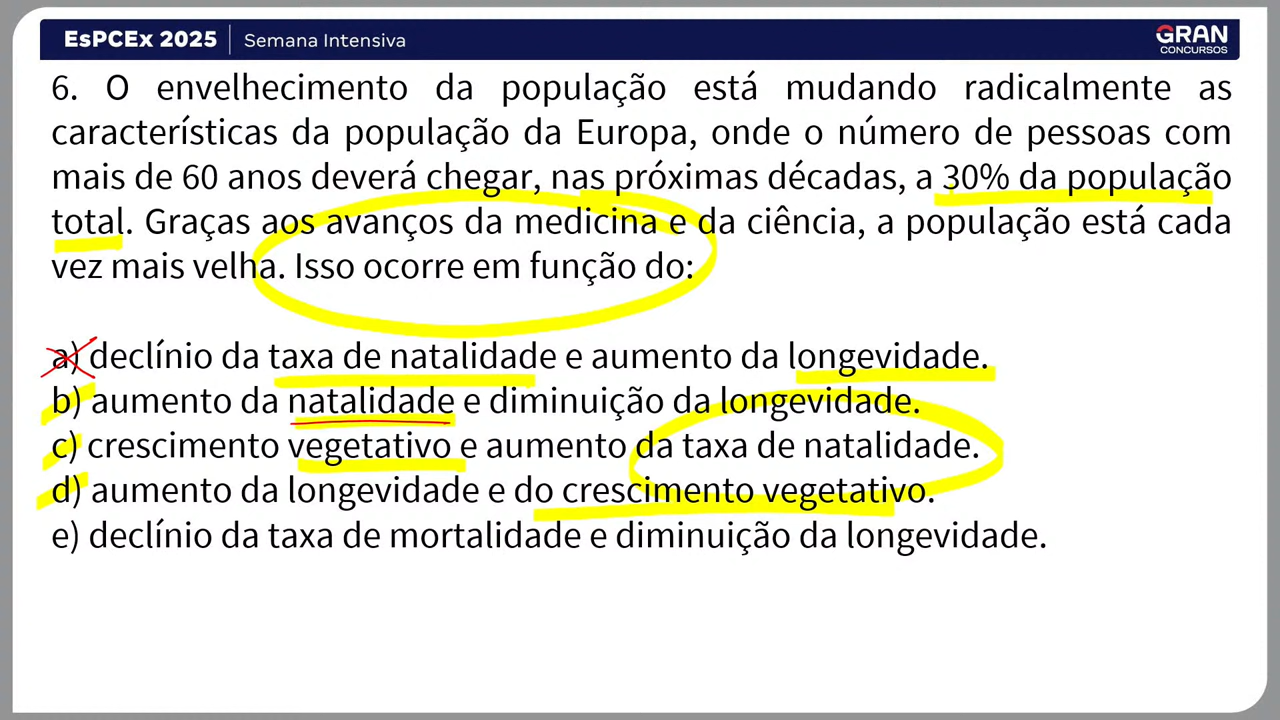 EsPCEx 2025 | Semana Intensiva
GRAN
CONCURSOS
6. O envelhecimento da população está mudando radicalmente as
características da população da Europa, onde o número de pessoas com
mais de 60 anos deverá chegar, nas próximas décadas, a 30% da população
total. Graças aos avanços da medicina e da ciência, a população está cada
vez mais velha. Isso ocorre em função do:
a) declínio da taxa de natalidade e aumento da longevidade.
b) aumento da natalidade e diminuição da longevidade.
c) crescimento vegetativo e aumento da taxa de natalidade.
d) aumento da longevidade e do crescimento vegetativo.
e) declínio da taxa de mortalidade e diminuição da longevidade.